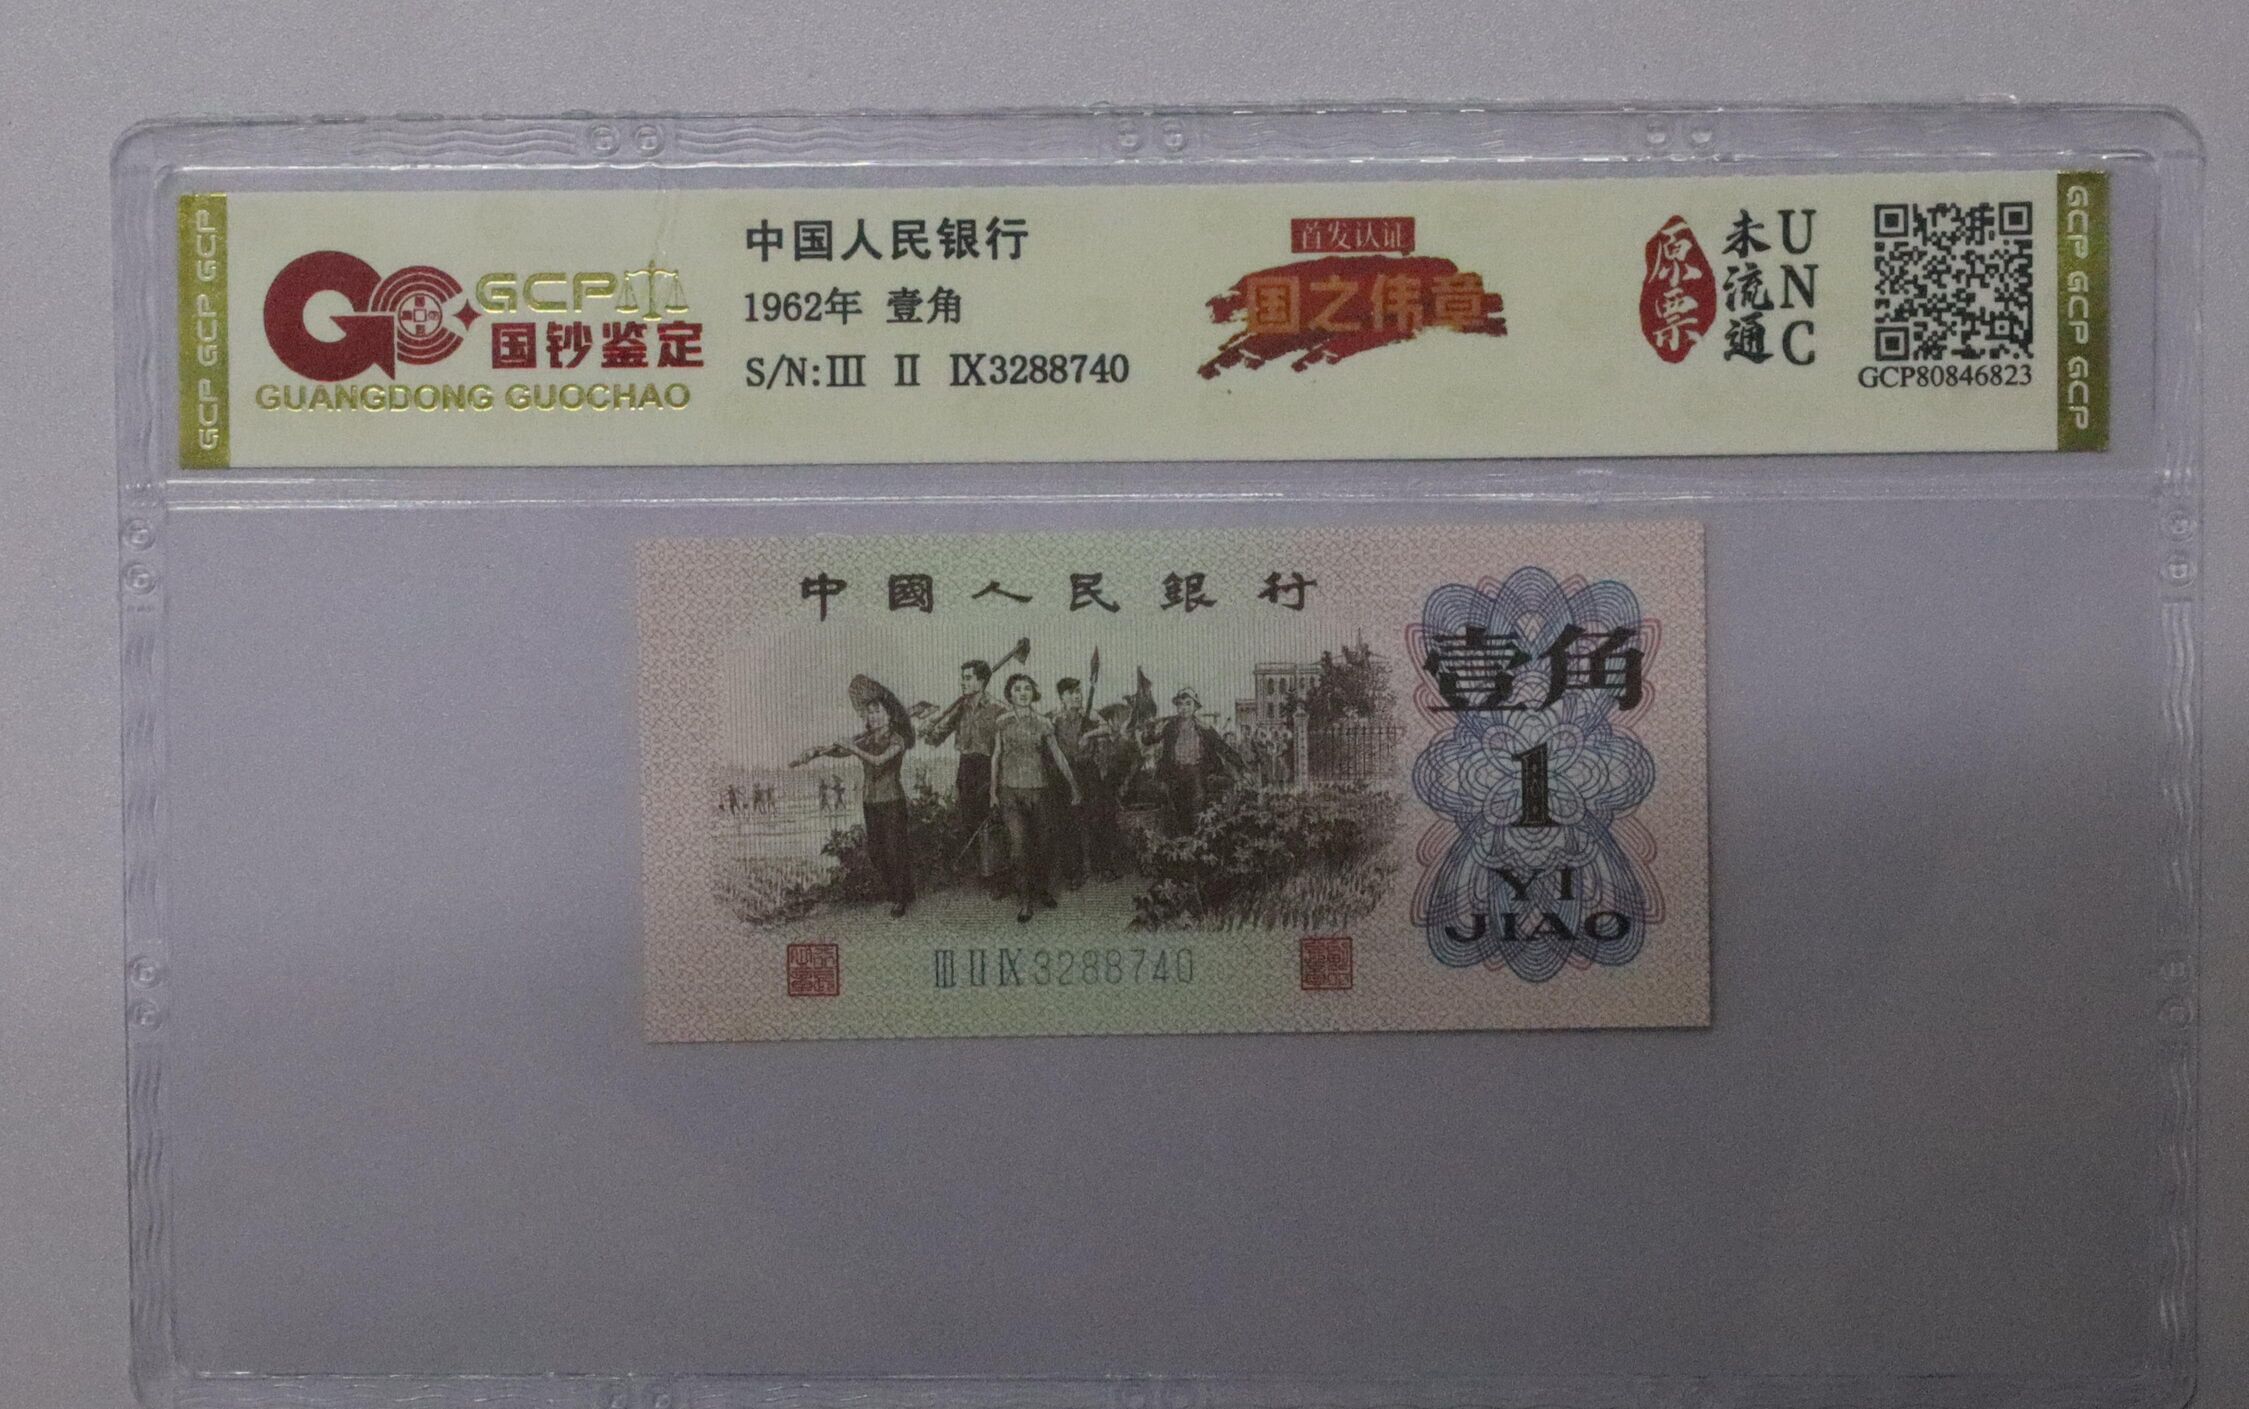 GCP GCP GCP
GCP
国钞鉴定
GUANGDONG GUOCHAO
中国人民银行
1962年 壹角
S/N:Ⅲ Ⅱ Ⅸ3288740
首发认证
国之伟章
原票
未流通
UNC
GCP80846823
GCP GCP GCP
中國人民銀行
壹角
1
YI
JIAO
Ⅲ Ⅱ Ⅸ 3288740